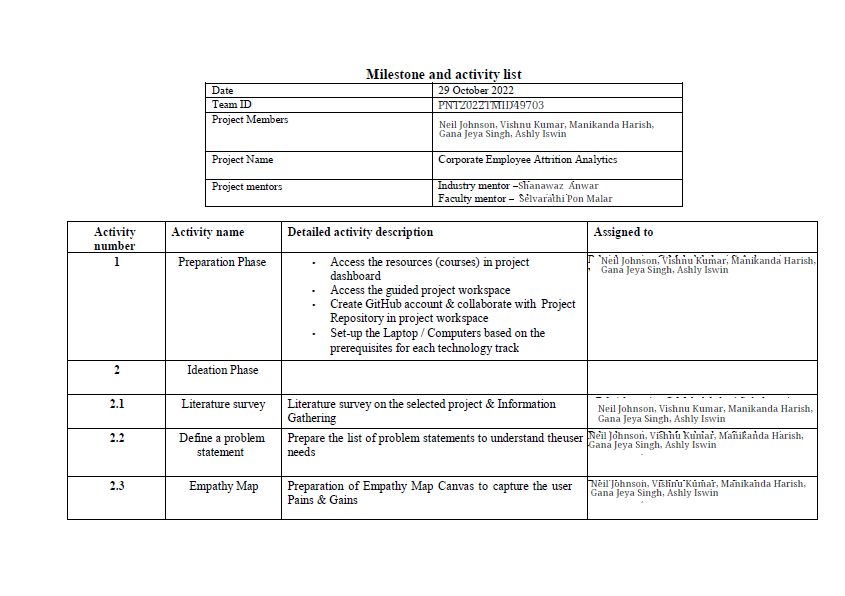 Milestone and activity list
Date 29 October 2022
Team ID PNT2022TMID49703
Project Members Neil Johnson, Vishnu Kumar, Manikanda Harish,
Gana Jeya Singh, Ashly Iswin
Project Name Corporate Employee Attrition Analytics
Project mentors Industry mentor –Shanawaz Anwar
Faculty mentor – Selvarathi Pon Malar
Activity number Activity name Detailed activity description Assigned to
1 Preparation Phase
• Access the resources (courses) in project
dashboard
• Access the guided project workspace
• Create GitHub account & collaborate with Project
Repository in project workspace
• Set-up the Laptop / Computers based on the
prerequisites for each technology track
Neil Johnson, Vishnu Kumar, Manikanda Harish,
Gana Jeya Singh, Ashly Iswin
2 Ideation Phase
2.1 Literature survey
Literature survey on the selected project & Information
Gathering
Neil Johnson, Vishnu Kumar, Manikanda Harish,
Gana Jeya Singh, Ashly Iswin
2.2 Define a problem
statement
Prepare the list of problem statements to understand theuser
needs
Neil Johnson, Vishnu Kumar, Manikanda Harish,
Gana Jeya Singh, Ashly Iswin
2.3 Empathy Map
Preparation of Empathy Map Canvas to capture the user
Pains & Gains
Neil Johnson, Vishnu Kumar, Manikanda Harish,
Gana Jeya Singh, Ashly Iswin